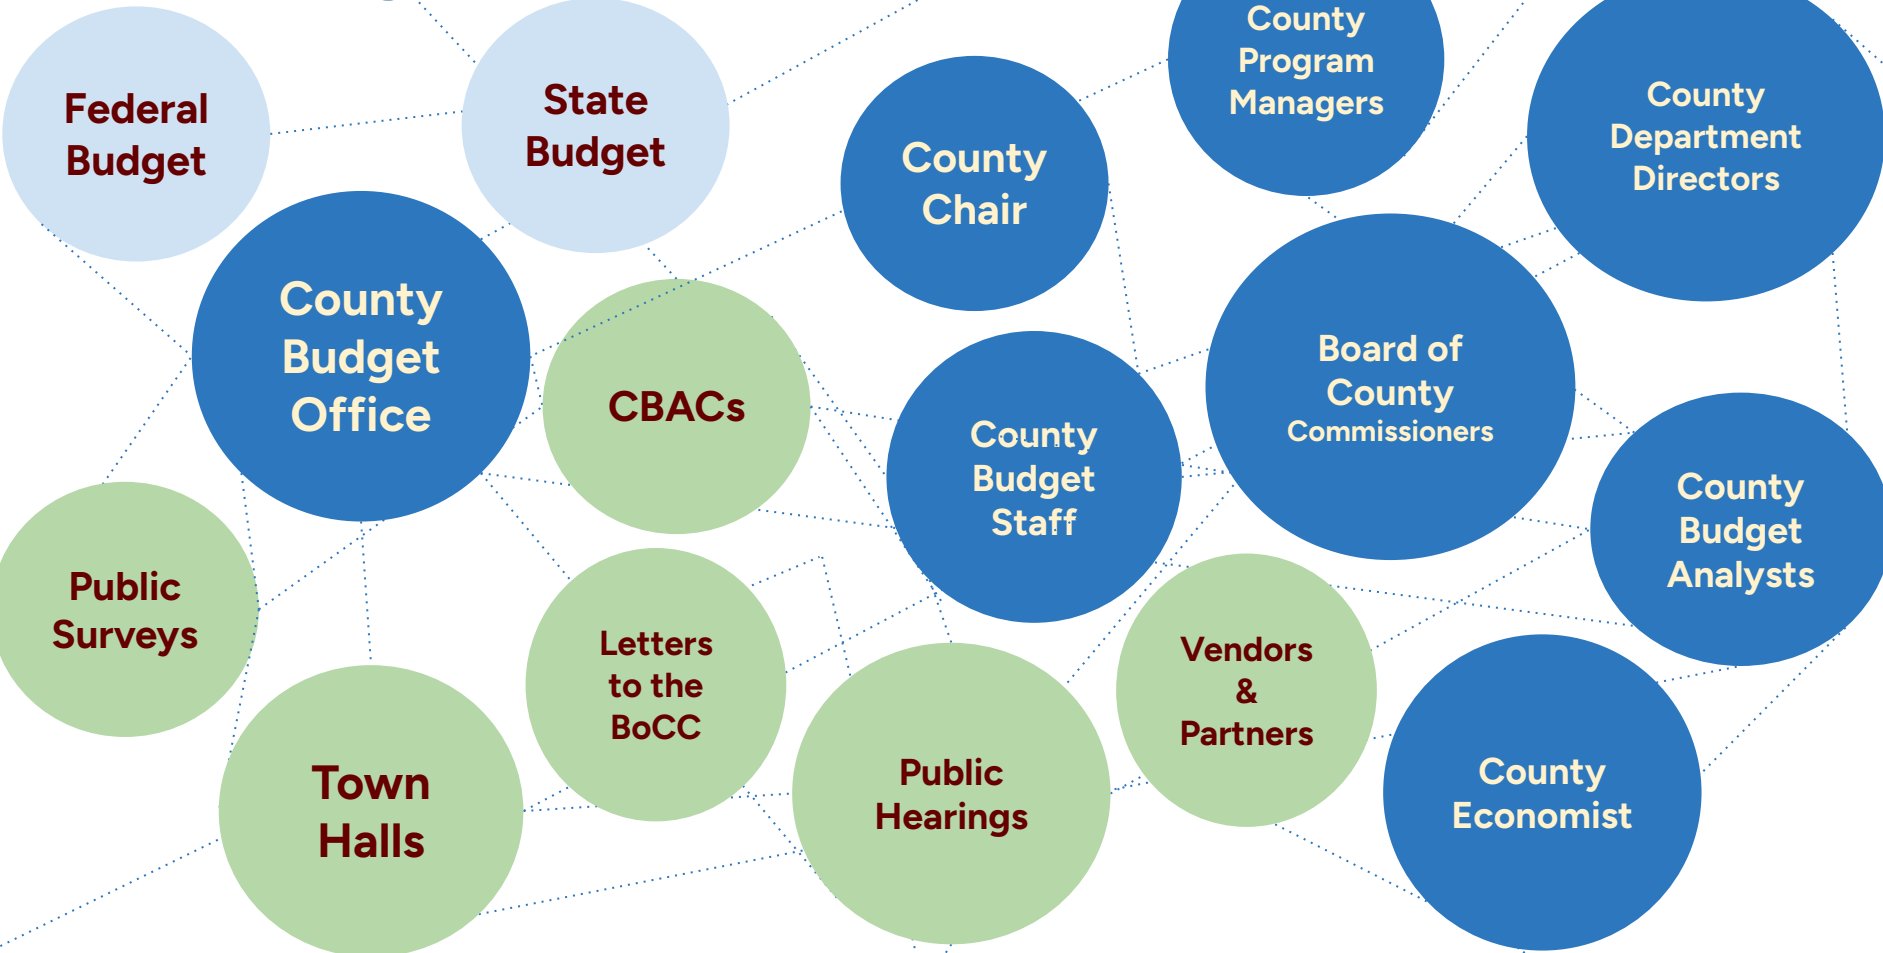 Federal
Budget
State
Budget
County
Chair
County
Program
Managers
County
Department
Directors
County
Budget
Office
CBACs
County
Budget
Staff
Board of
County
Commissioners
County
Budget
Analysts
Public
Surveys
Town
Halls
Letters
to the
BoCC
Public
Hearings
Vendors
&
Partners
County
Economist